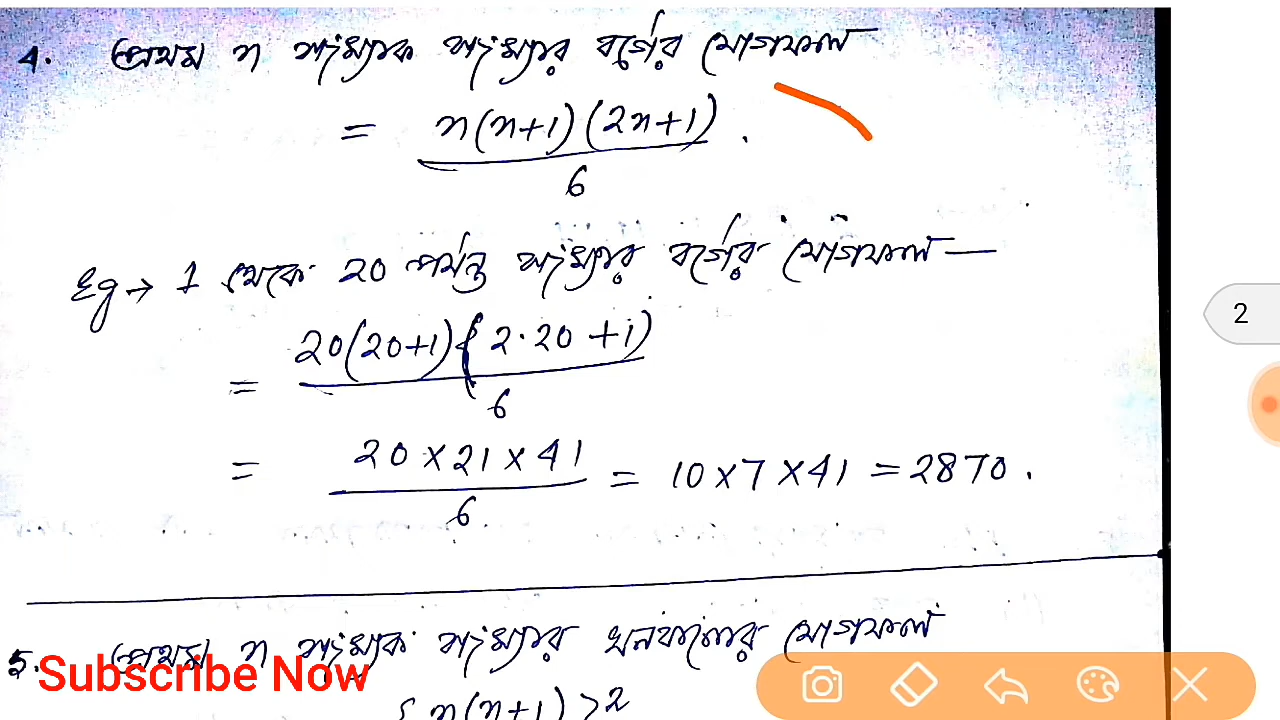 4. প্রথম n সংখ্যক সংখ্যার বর্গের যোগফল
= n(n+1)(2n+1) / 6 .
Eg → 1 থেকে 20 পর্যন্ত সংখ্যার বর্গের যোগফল —
= 20(20+1)(2·20+1) / 6
= 20 × 21 × 41 / 6 = 10 × 7 × 41 = 2870 .
5. প্রথম n সংখ্যক সংখ্যার ঘনফলের যোগফল
Subscribe Now
{ n(n+1) }2
2